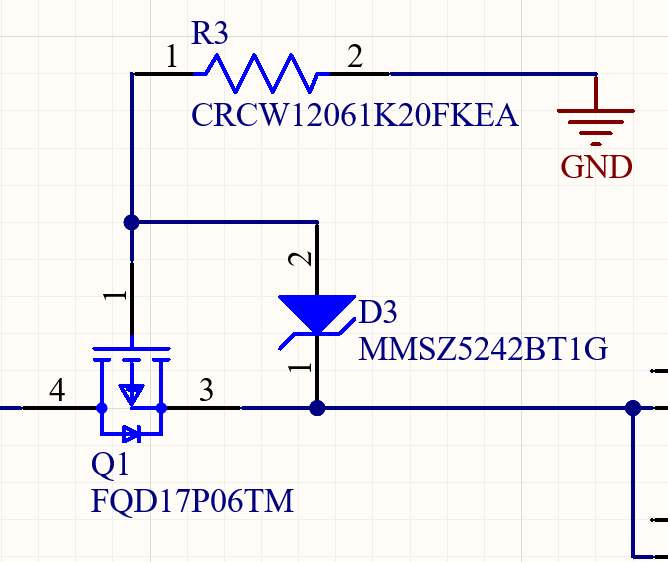 R3
1
2
CRCW12061K20FKEA
GND
2
1
D3
MMSZ5242BT1G
1
4
3
Q1
FQD17P06TM